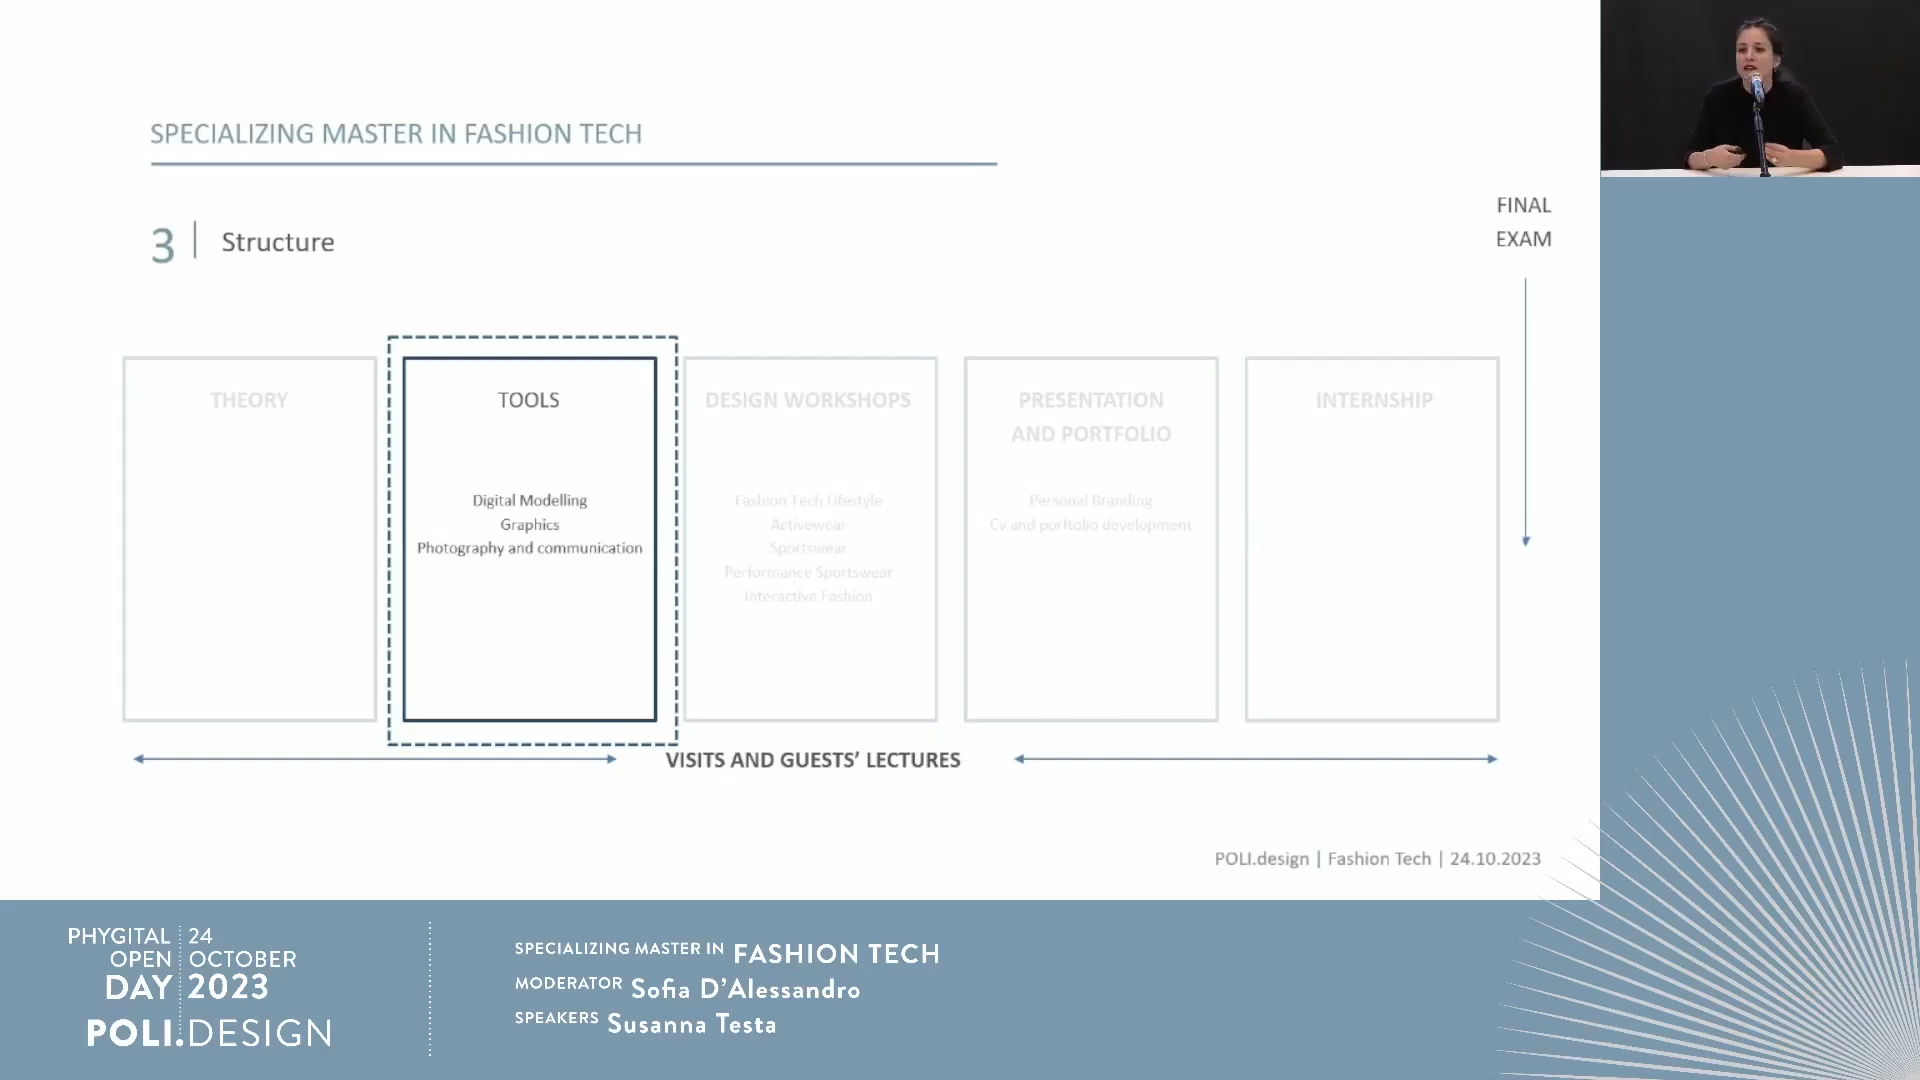 SPECIALIZING MASTER IN FASHION TECH
3 Structure
FINAL
EXAM
THEORY
TOOLS
Digital Modelling
Graphics
Photography and communication
DESIGN WORKSHOPS
Fashion Tech Lifestyle
Activewear
Sportswear
Performance Sportswear
Interactive Fashion
PRESENTATION
AND PORTFOLIO
Personal Branding
Cv and porftolio development
INTERNSHIP
VISITS AND GUESTS’ LECTURES
POLI.design | Fashion Tech | 24.10.2023
PHYGITAL 24
OPEN OCTOBER
DAY 2023
POLI.DESIGN
SPECIALIZING MASTER IN FASHION TECH
MODERATOR Sofia D’Alessandro
SPEAKERS Susanna Testa